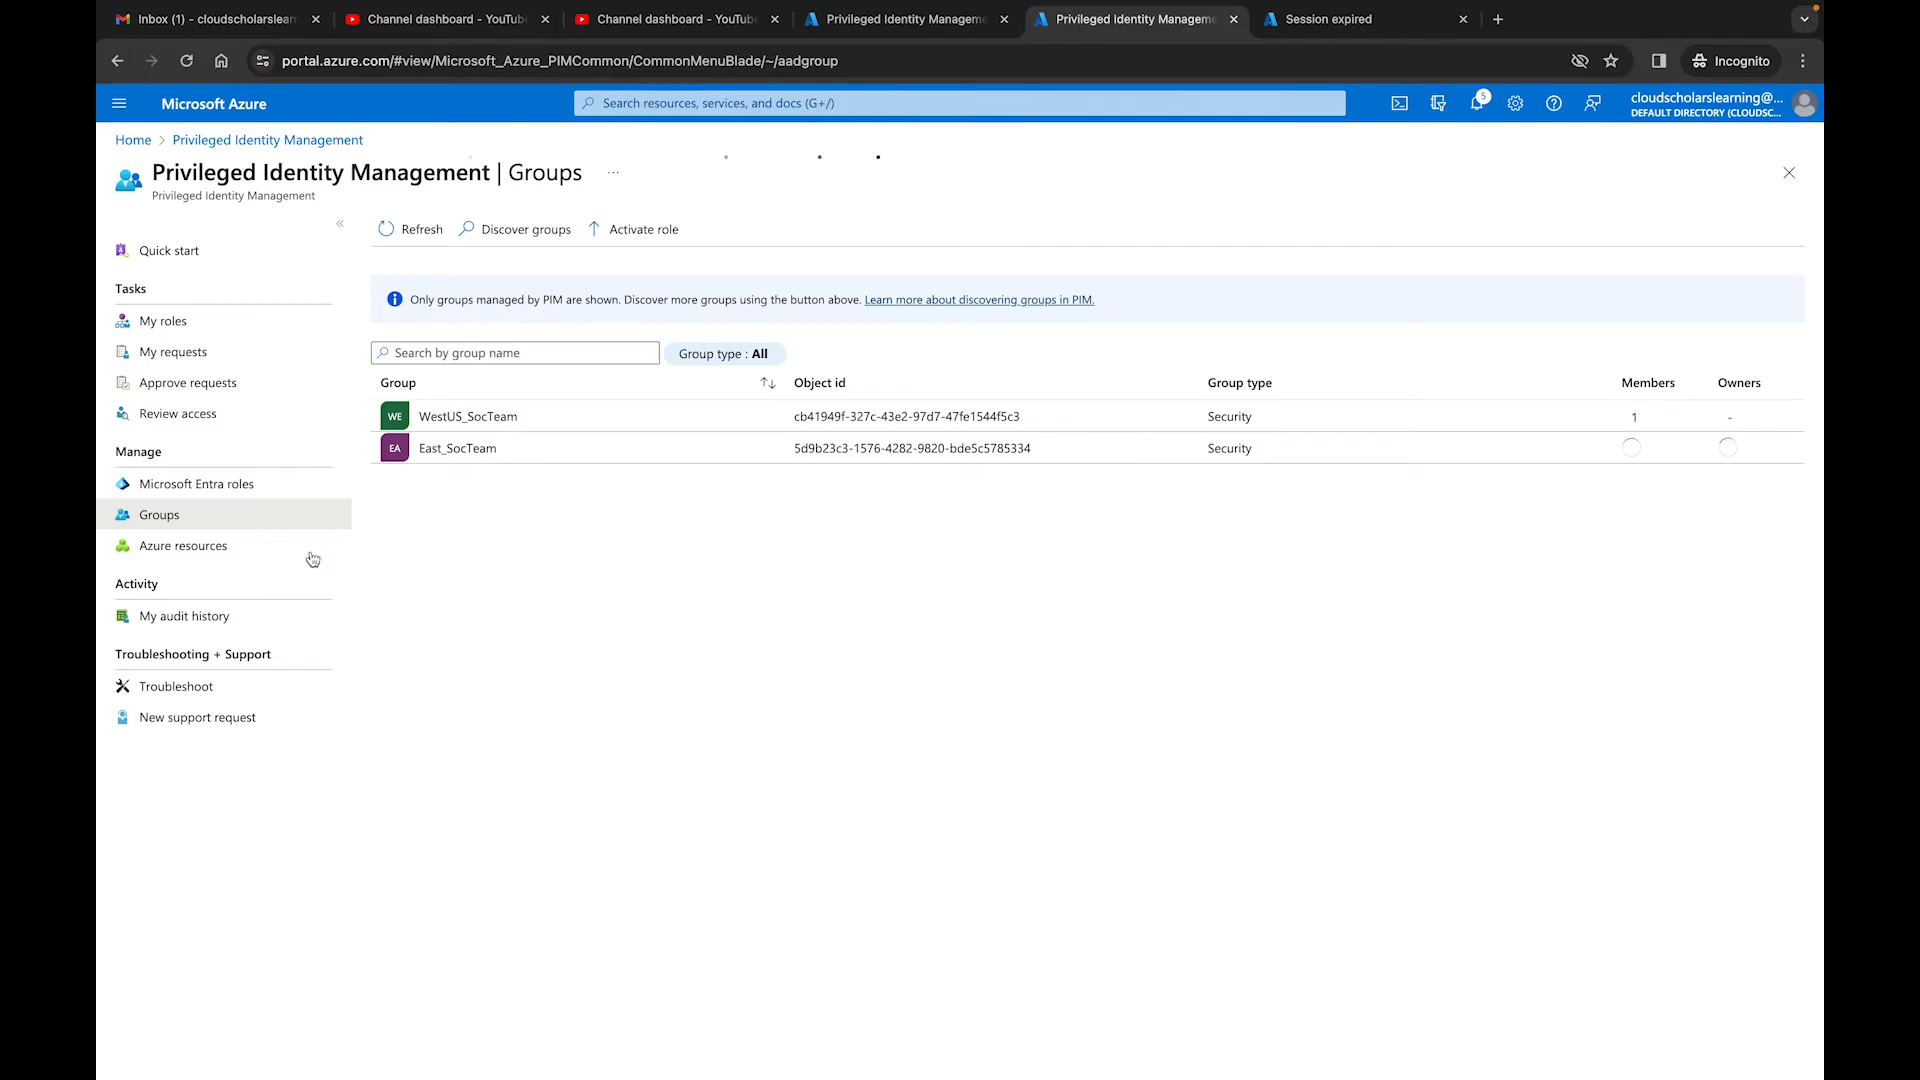 Inbox (1) - cloudscholarslearn
Channel dashboard - YouTube
Channel dashboard - YouTube
Privileged Identity Manageme
Privileged Identity Manageme
Session expired
portal.azure.com/#view/Microsoft_Azure_PIMCommon/CommonMenuBlade/~/aadgroup
Incognito
Microsoft Azure
Search resources, services, and docs (G+/)
5
cloudscholarslearning@...
DEFAULT DIRECTORY (CLOUDSC...
Home > Privileged Identity Management
Privileged Identity Management | Groups ...
Privileged Identity Management
Quick start
Tasks
My roles
My requests
Approve requests
Review access
Manage
Microsoft Entra roles
Groups
Azure resources
Activity
My audit history
Troubleshooting + Support
Troubleshoot
New support request
Refresh
Discover groups
Activate role
Only groups managed by PIM are shown. Discover more groups using the button above. Learn more about discovering groups in PIM.
Search by group name
Group type : All
Group Object id Group type Members Owners
WE WestUS_SocTeam cb41949f-327c-43e2-97d7-47fe1544f5c3 Security 1 -
EA East_SocTeam 5d9b23c3-1576-4282-9820-bde5c5785334 Security